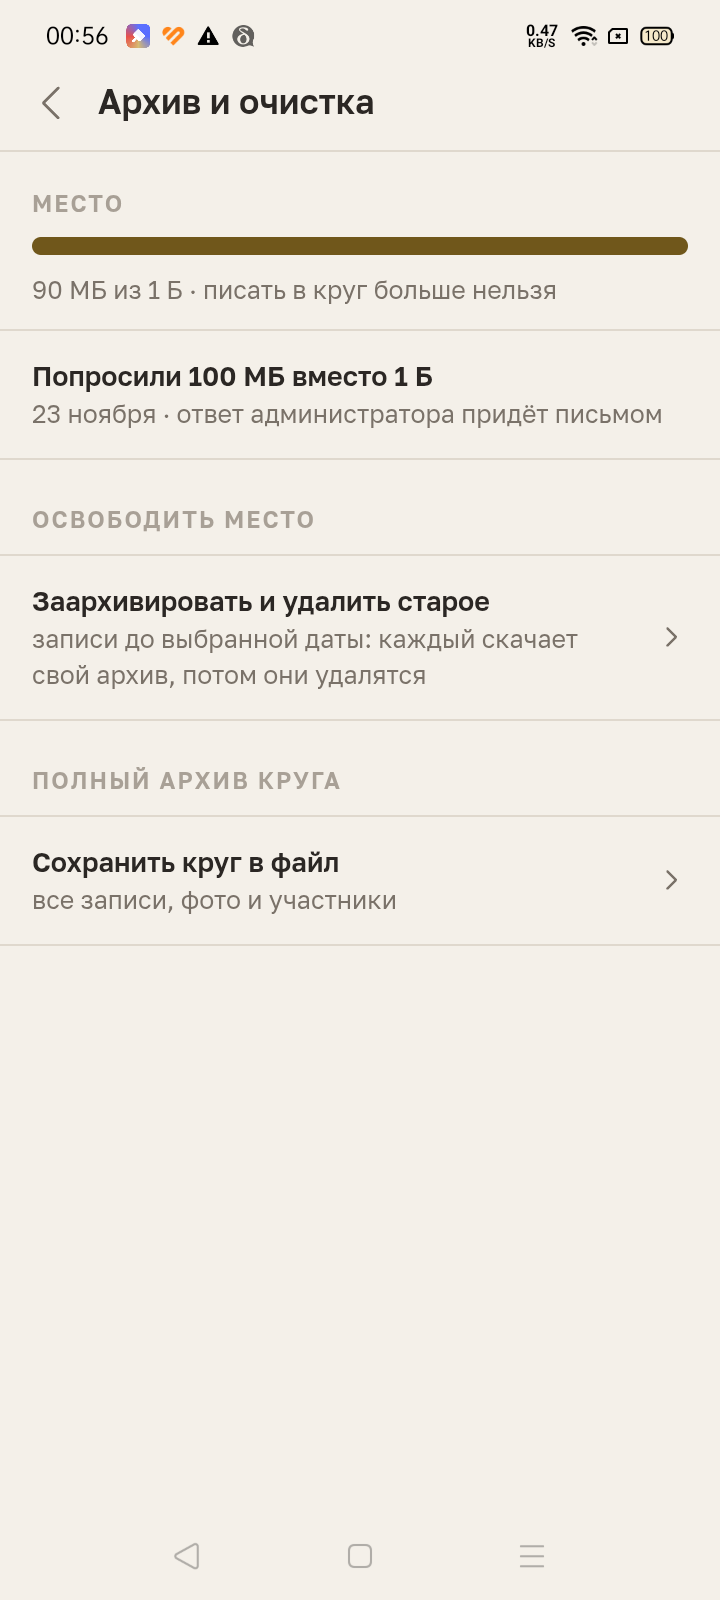 00:56
0.47
KB/S
100
Архив и очистка
МЕСТО
90 МБ из 1 Б · писать в круг больше нельзя
Попросили 100 МБ вместо 1 Б
23 ноября · ответ администратора придёт письмом
ОСВОБОДИТЬ МЕСТО
Заархивировать и удалить старое
записи до выбранной даты: каждый скачает
свой архив, потом они удалятся
ПОЛНЫЙ АРХИВ КРУГА
Сохранить круг в файл
все записи, фото и участники